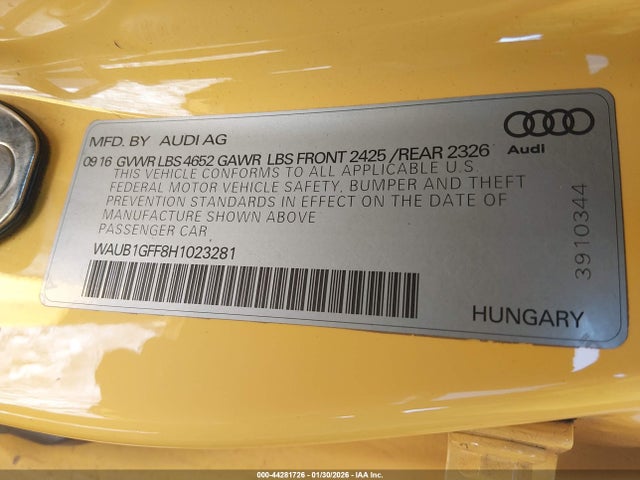 MFD. BY AUDI AG
Audi
0916 GVWR LBS 4652 GAWR LBS FRONT 2425 /REAR 2326
THIS VEHICLE CONFORMS TO ALL APPLICABLE U.S.
FEDERAL MOTOR VEHICLE SAFETY, BUMPER AND THEFT
PREVENTION STANDARDS IN EFFECT ON THE DATE OF
MANUFACTURE SHOWN ABOVE
PASSENGER CAR
WAUB1GFF8H1023281
3910344
HUNGARY
000-44281726 - 01/30/2026 - IAA Inc.